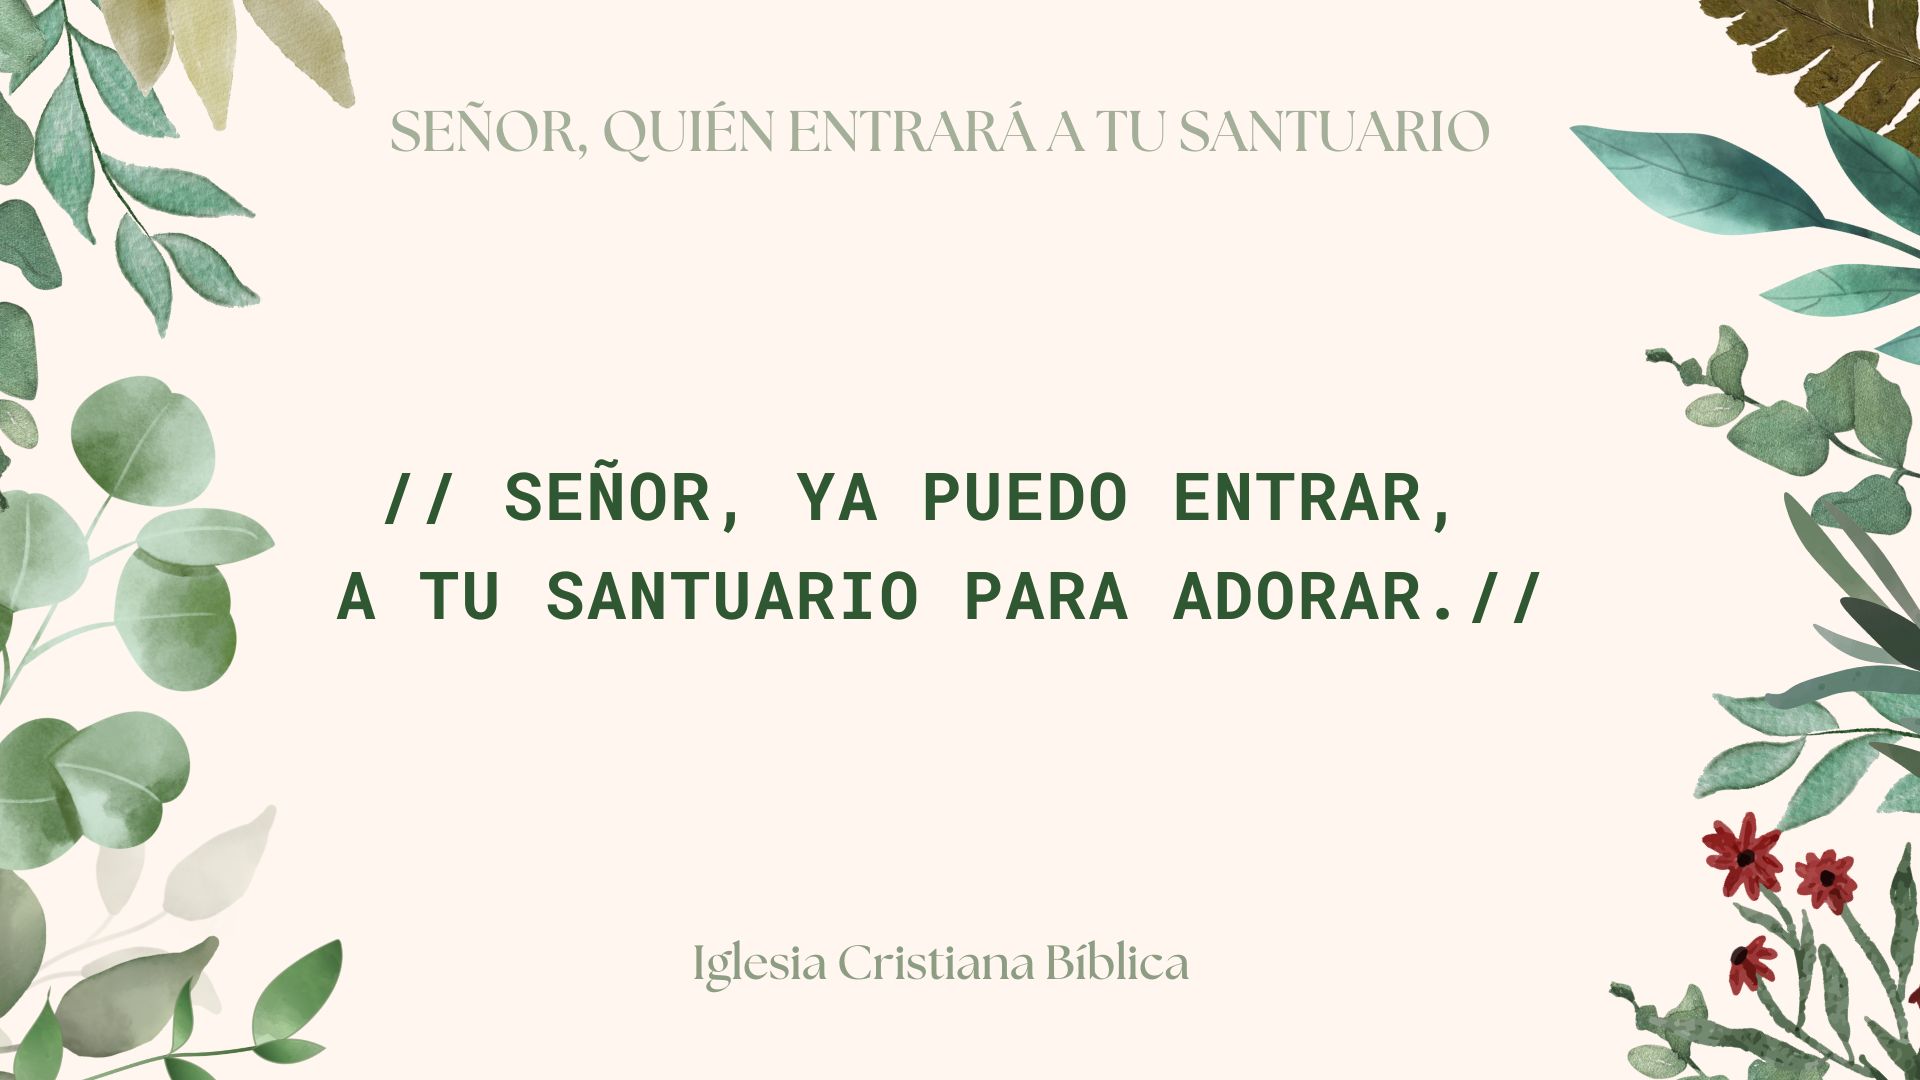 SEÑOR, QUIÉN ENTRARÁ A TU SANTUARIO
// SEÑOR, YA PUEDO ENTRAR,
A TU SANTUARIO PARA ADORAR.//
Iglesia Cristiana Bíblica